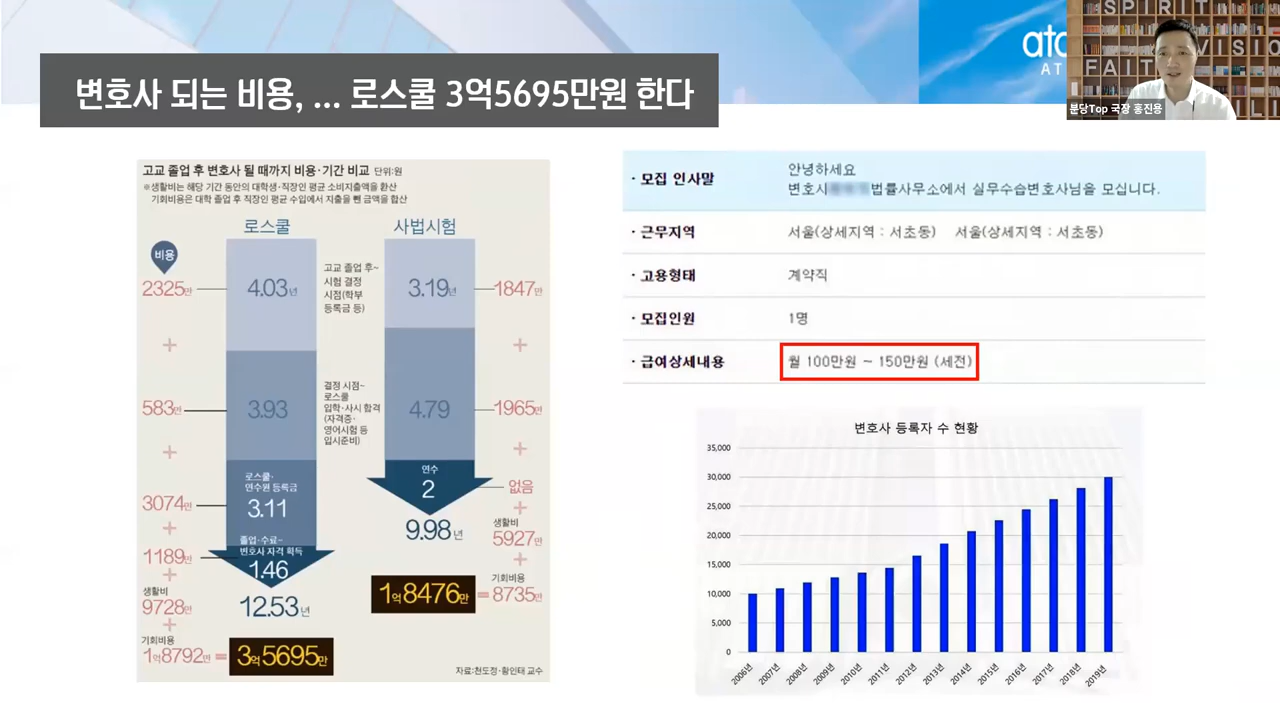 변호사 되는 비용, ... 로스쿨 3억5695만원 한다
SPIRIT
VISIO
FAIT
분당Top 국장 홍진용
고교 졸업 후 변호사 될 때까지 비용·기간 비교 단위:원
※생활비는 해당 기간 동안의 대학생·직장인 평균 소비지출액을 환산
기회비용은 대학 졸업 후 직장인 평균 수입에서 지출을 뺀 금액을 합산
로스쿨
사법시험
비용
2325만
4.03년
고교 졸업 후~
시험 결정
시점(학부
등록금 등)
3.19년
1847만
+
+
583만
3.93
결정 시점~
로스쿨
입학·사시 합격
(자격증·
영어시험 등
입시준비)
4.79
1965만
+
+
3074만
로스쿨·
연수원 등록금
3.11
연수
2
없음
+
+
1189만
졸업·수료~
변호사 자격 획득
1.46
9.98년
생활비
5927만
+
+
생활비
9728만
12.53년
1억8476만
=
기회비용
8735만
+
기회비용
1억8792만
=
3억5695만
자료:천도정·황인태 교수
· 모집 인사말
안녕하세요
변호사
법률사무소에서 실무수습변호사님을 모십니다.
· 근무지역
서울(상세지역 : 서초동) 서울(상세지역 : 서초동)
· 고용형태
계약직
· 모집인원
1명
· 급여상세내용
월 100만원 ~ 150만원 (세전)
변호사 등록자 수 현황
35,000
30,000
25,000
20,000
15,000
10,000
5,000
0
2006년
2007년
2008년
2009년
2010년
2011년
2012년
2013년
2014년
2015년
2016년
2017년
2018년
2019년